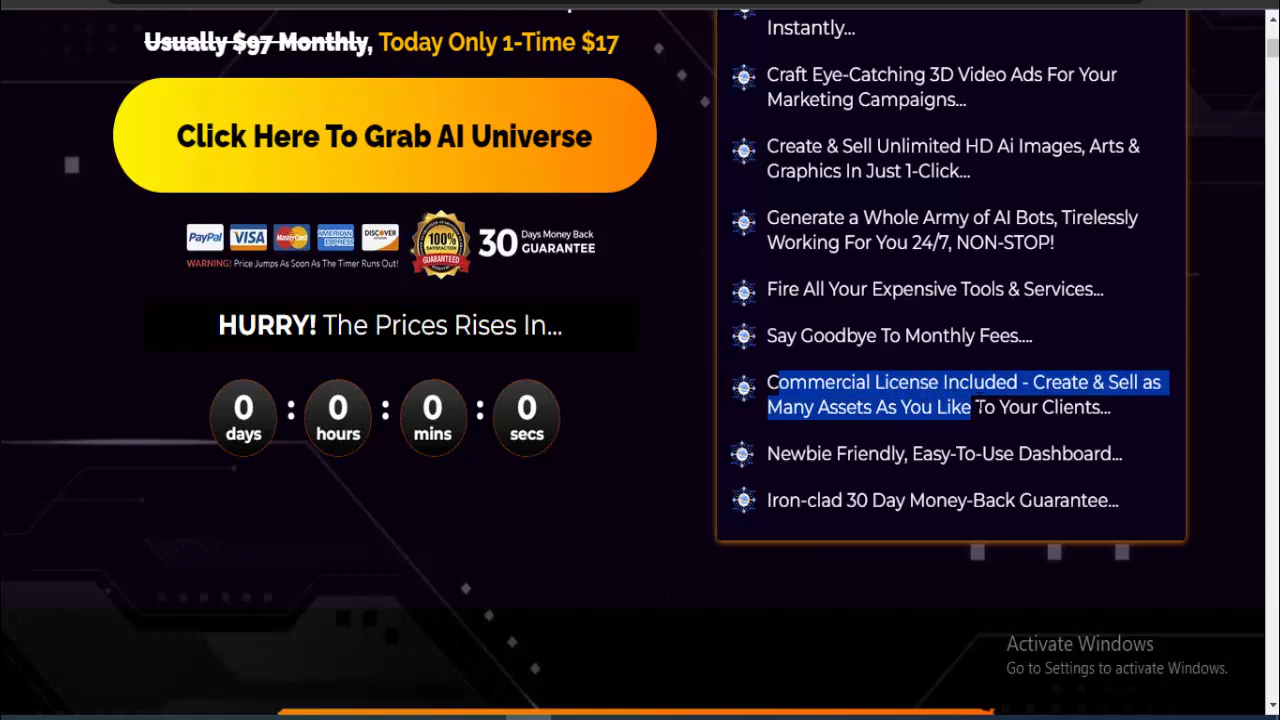 Usually $97 Monthly, Today Only 1-Time $17
Click Here To Grab AI Universe
PayPal VISA MasterCard AMERICAN EXPRESS DISCOVER
100%
SATISFACTION
GUARANTEED
30 Days Money Back
GUARANTEE
WARNING! Price Jumps As Soon As The Timer Runs Out!
HURRY! The Prices Rises In...
0 : 0 : 0 : 0
days hours mins secs
Instantly...
Craft Eye-Catching 3D Video Ads For Your
Marketing Campaigns...
Create & Sell Unlimited HD Ai Images, Arts &
Graphics In Just 1-Click...
Generate a Whole Army of AI Bots, Tirelessly
Working For You 24/7, NON-STOP!
Fire All Your Expensive Tools & Services...
Say Goodbye To Monthly Fees....
Commercial License Included - Create & Sell as
Many Assets As You Like To Your Clients...
Newbie Friendly, Easy-To-Use Dashboard...
Iron-clad 30 Day Money-Back Guarantee...
Activate Windows
Go to Settings to activate Windows.